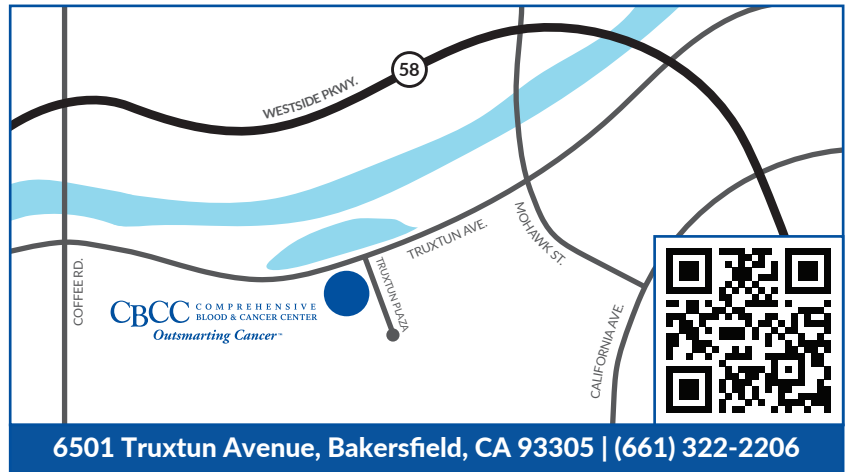 58
WESTSIDE PKWY.
TRUXTUN AVE.
MOHAWK ST.
COFFEE RD.
TRUXTUN PLAZA
CBCC COMPREHENSIVE
BLOOD & CANCER CENTER
Outsmarting Cancer™
CALIFORNIA AVE.
6501 Truxtun Avenue, Bakersfield, CA 93305 | (661) 322-2206